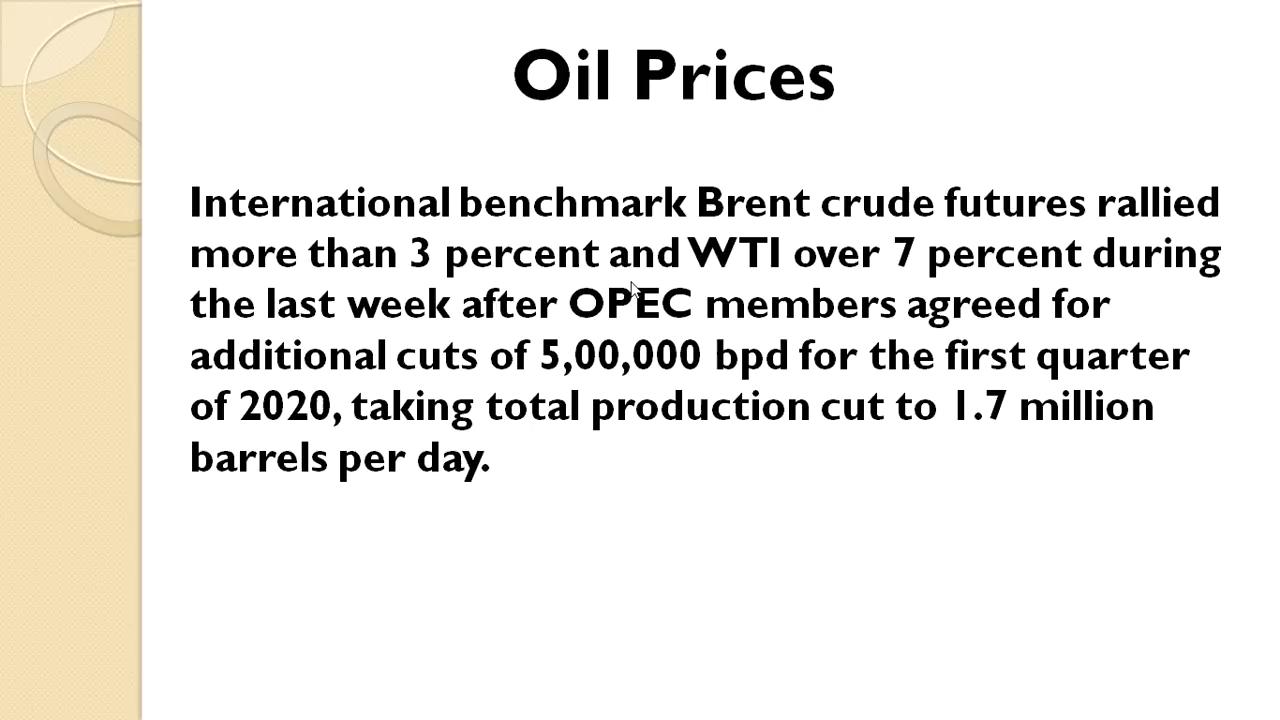 Oil Prices
International benchmark Brent crude futures rallied
more than 3 percent and WTI over 7 percent during
the last week after OPEC members agreed for
additional cuts of 5,00,000 bpd for the first quarter
of 2020, taking total production cut to 1.7 million
barrels per day.